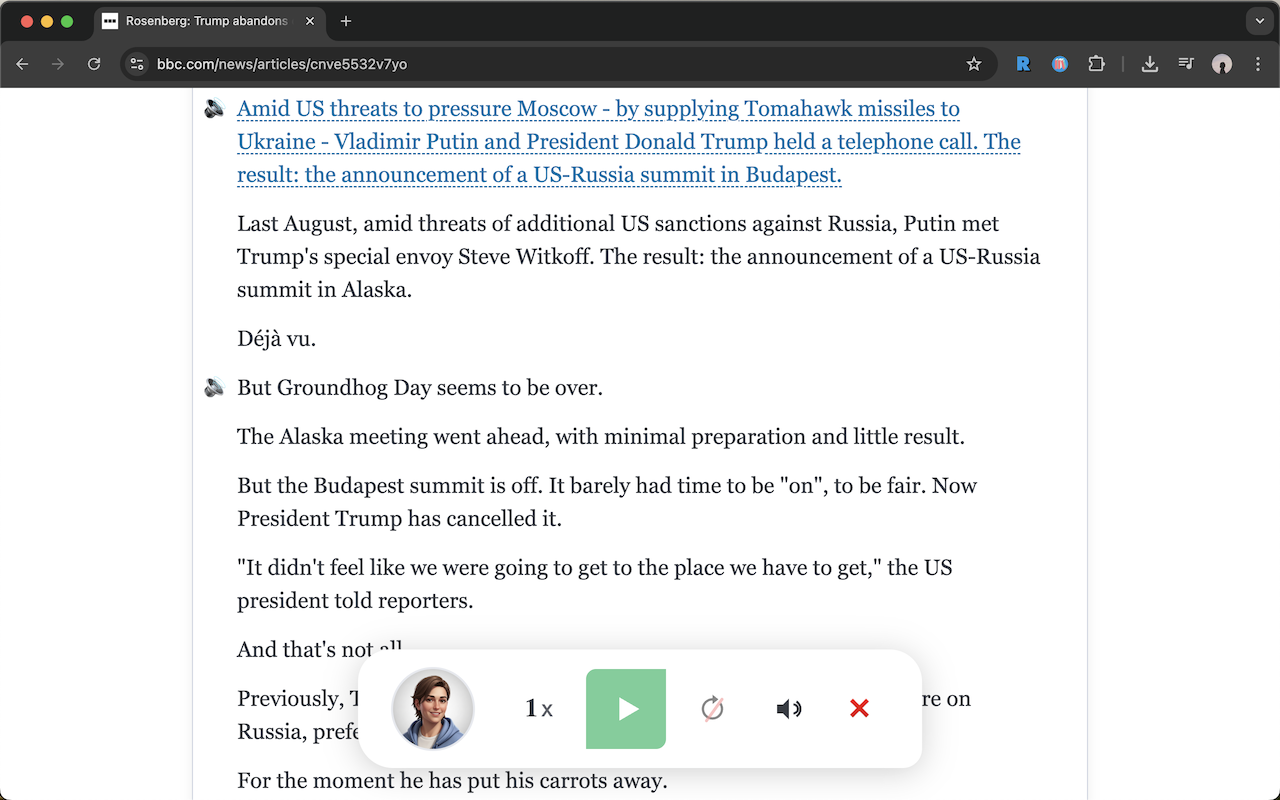 Rosenberg: Trump abandons
bbc.com/news/articles/cnve5532v7yo
Amid US threats to pressure Moscow - by supplying Tomahawk missiles to
Ukraine - Vladimir Putin and President Donald Trump held a telephone call. The
result: the announcement of a US-Russia summit in Budapest.
Last August, amid threats of additional US sanctions against Russia, Putin met
Trump's special envoy Steve Witkoff. The result: the announcement of a US-Russia
summit in Alaska.
Déjà vu.
But Groundhog Day seems to be over.
The Alaska meeting went ahead, with minimal preparation and little result.
But the Budapest summit is off. It barely had time to be "on", to be fair. Now
President Trump has cancelled it.
"It didn't feel like we were going to get to the place we have to get," the US
president told reporters.
And that's not all
Previously, re on
Russia,
1x
For the moment he has put his carrots away.